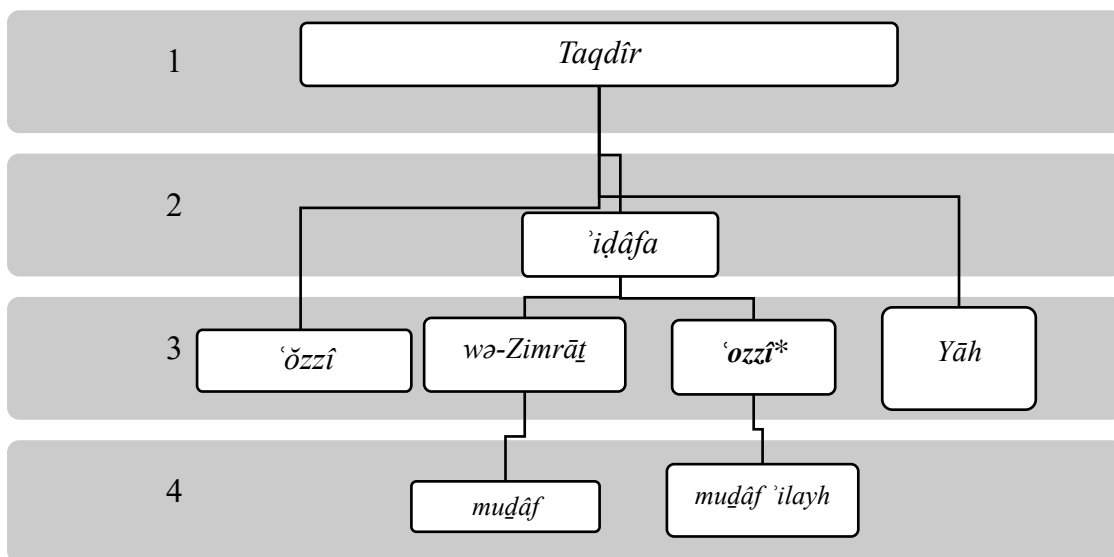 1
Taqdîr
2
ʾiḍâfa
3
ʿŏzzî
wə-Zimrāṯ
ʿozzî*
Yāh
4
muḏâf
muḏâf ʾilayh